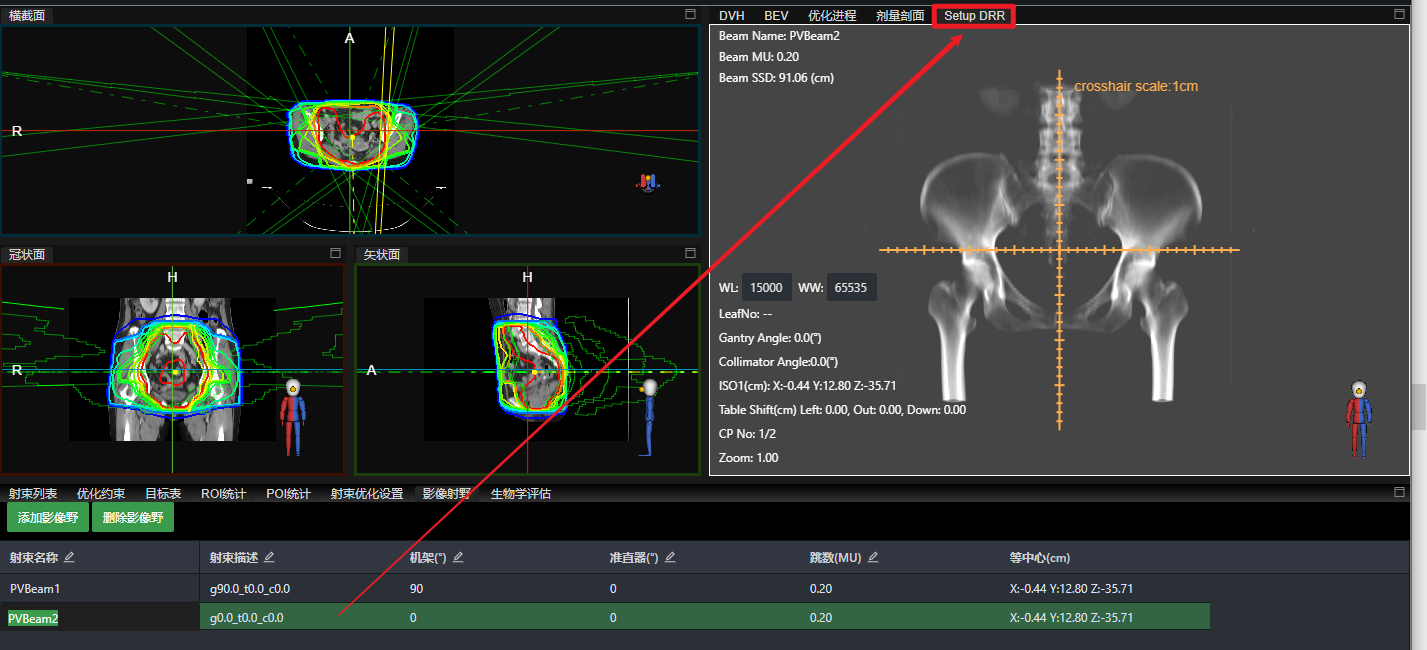 横截面
A
R
冠状面
H
R
矢状面
H
A
DVH BEV 优化进程 剂量剖面 Setup DRR
Beam Name: PVBeam2
Beam MU: 0.20
Beam SSD: 91.06 (cm)
crosshair scale:1cm
WL: 15000 WW: 65535
LeafNo: --
Gantry Angle: 0.0(°)
Collimator Angle:0.0(°)
ISO1(cm): X:-0.44 Y:12.80 Z:-35.71
Table Shift(cm) Left: 0.00, Out: 0.00, Down: 0.00
CP No: 1/2
Zoom: 1.00
射束列表 优化约束 目标表 ROI统计 POI统计 射束优化设置 影像射野 生物学评估
添加影像野 删除影像野
射束名称 射束描述 机架(°) 准直器(°) 跳数(MU) 等中心(cm)
PVBeam1 g90.0_t0.0_c0.0 90 0 0.20 X:-0.44 Y:12.80 Z:-35.71
PVBeam2 g0.0_t0.0_c0.0 0 0 0.20 X:-0.44 Y:12.80 Z:-35.71